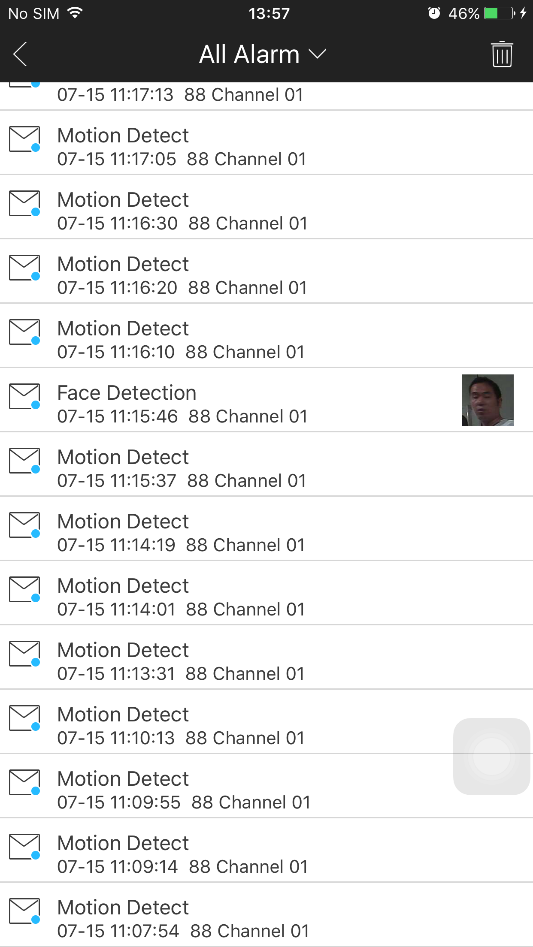 No SIM 13:57 46%
All Alarm
07-15 11:17:13 88 Channel 01
Motion Detect
07-15 11:17:05 88 Channel 01
Motion Detect
07-15 11:16:30 88 Channel 01
Motion Detect
07-15 11:16:20 88 Channel 01
Motion Detect
07-15 11:16:10 88 Channel 01
Face Detection
07-15 11:15:46 88 Channel 01
Motion Detect
07-15 11:15:37 88 Channel 01
Motion Detect
07-15 11:14:19 88 Channel 01
Motion Detect
07-15 11:14:01 88 Channel 01
Motion Detect
07-15 11:13:31 88 Channel 01
Motion Detect
07-15 11:10:13 88 Channel 01
Motion Detect
07-15 11:09:55 88 Channel 01
Motion Detect
07-15 11:09:14 88 Channel 01
Motion Detect
07-15 11:07:54 88 Channel 01